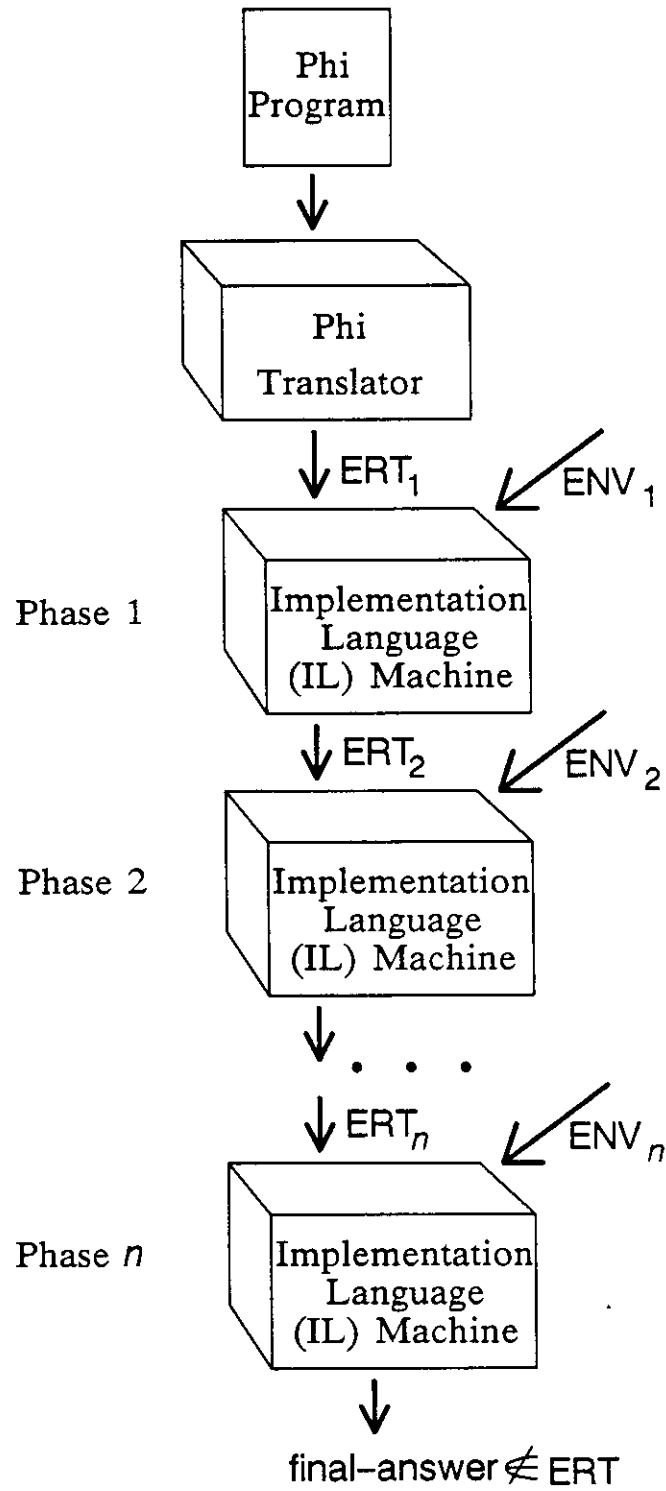 Phi
Program
Phi
Translator
ERT₁
ENV₁
Phase 1
Implementation
Language
(IL) Machine
ERT₂
ENV₂
Phase 2
Implementation
Language
(IL) Machine
. . .
ERTₙ
ENVₙ
Phase n
Implementation
Language
(IL) Machine
final-answer ∉ ERT